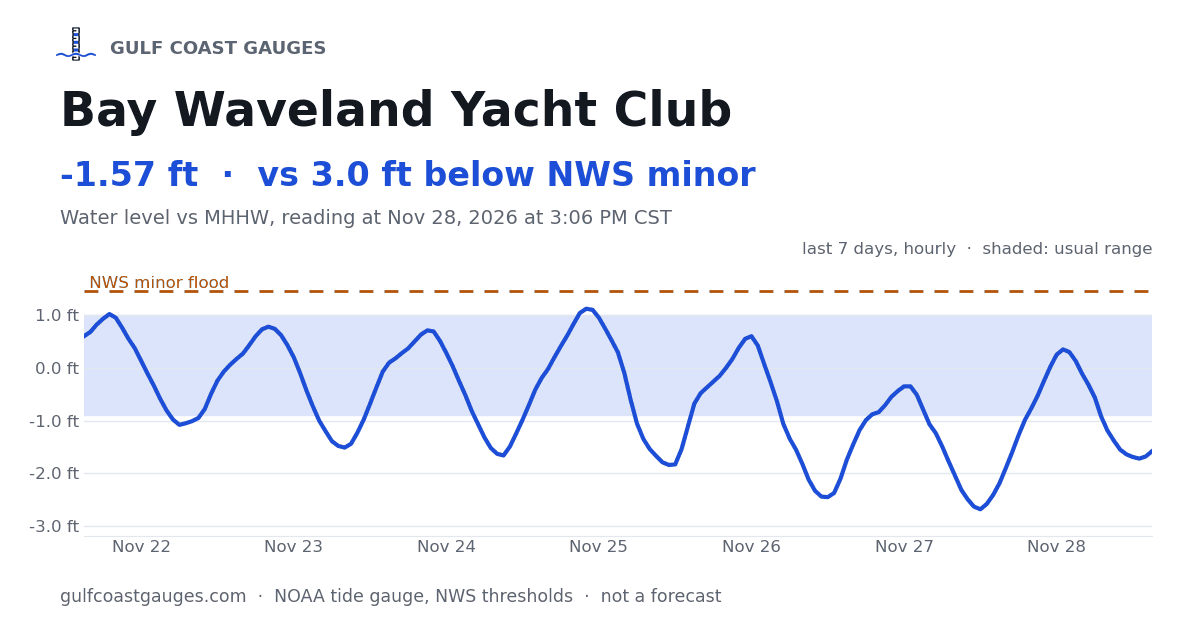 GULF COAST GAUGES
Bay Waveland Yacht Club
-1.57 ft · vs 3.0 ft below NWS minor
Water level vs MHHW, reading at Nov 28, 2026 at 3:06 PM CST
last 7 days, hourly · shaded: usual range
NWS minor flood
1.0 ft
0.0 ft
-1.0 ft
-2.0 ft
-3.0 ft
Nov 22 Nov 23 Nov 24 Nov 25 Nov 26 Nov 27 Nov 28
gulfcoastgauges.com · NOAA tide gauge, NWS thresholds · not a forecast